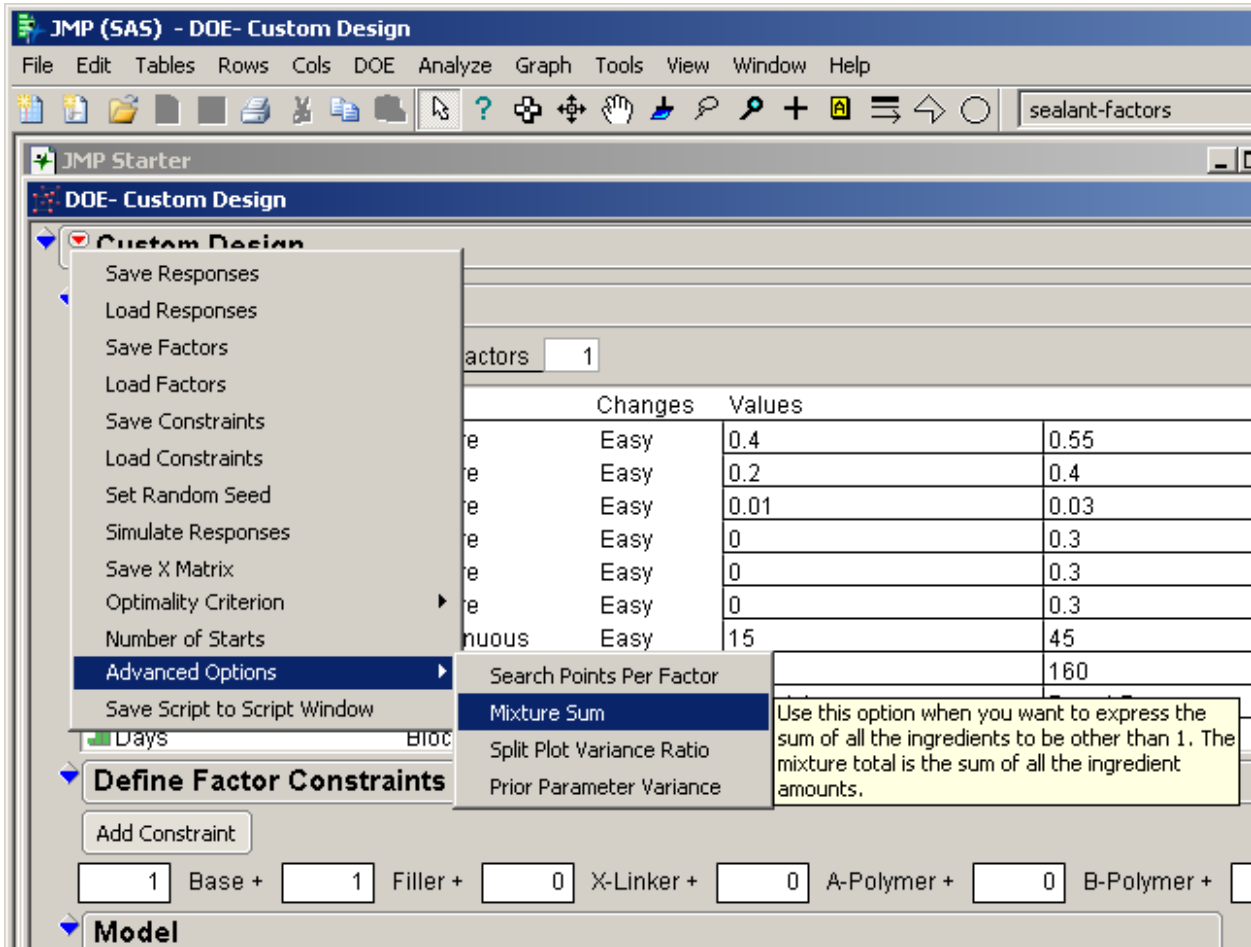 JMP (SAS) - DOE- Custom Design
File Edit Tables Rows Cols DOE Analyze Graph Tools View Window Help
sealant-factors
JMP Starter
DOE- Custom Design
Custom Design
Save Responses
Load Responses
Save Factors
Load Factors
Save Constraints
Load Constraints
Set Random Seed
Simulate Responses
Save X Matrix
Optimality Criterion
Number of Starts
Advanced Options
Save Script to Script Window
actors 1
Changes Values
re Easy 0.4 0.55
re Easy 0.2 0.4
re Easy 0.01 0.03
re Easy 0 0.3
re Easy 0 0.3
re Easy 0 0.3
nuous Easy 15 45
160
Search Points Per Factor
Mixture Sum
Split Plot Variance Ratio
Prior Parameter Variance
Use this option when you want to express the
sum of all the ingredients to be other than 1. The
mixture total is the sum of all the ingredient
amounts.
Days Bloc
Define Factor Constraints
Add Constraint
1 Base + 1 Filler + 0 X-Linker + 0 A-Polymer + 0 B-Polymer +
Model